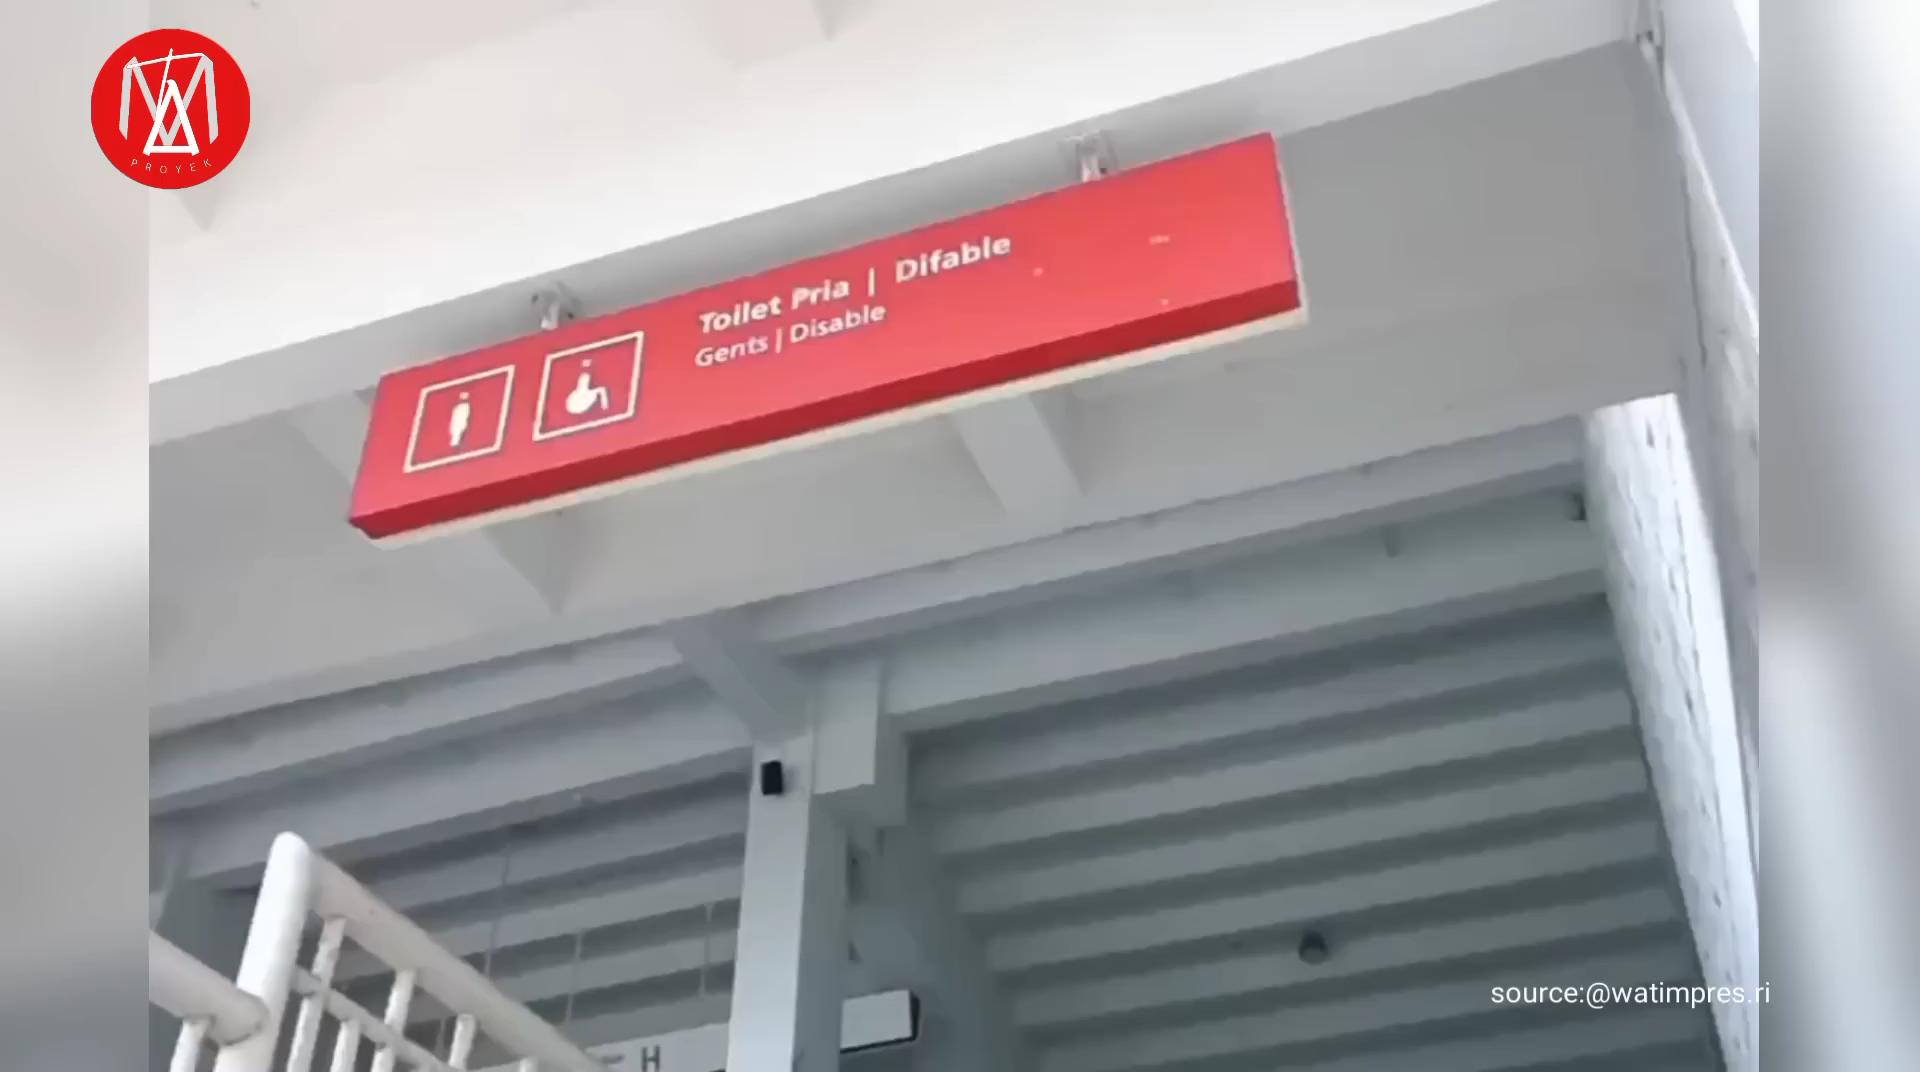 PROYEK
Toilet Pria | Difable
Gents | Disable
H
source:@watimpres.ri